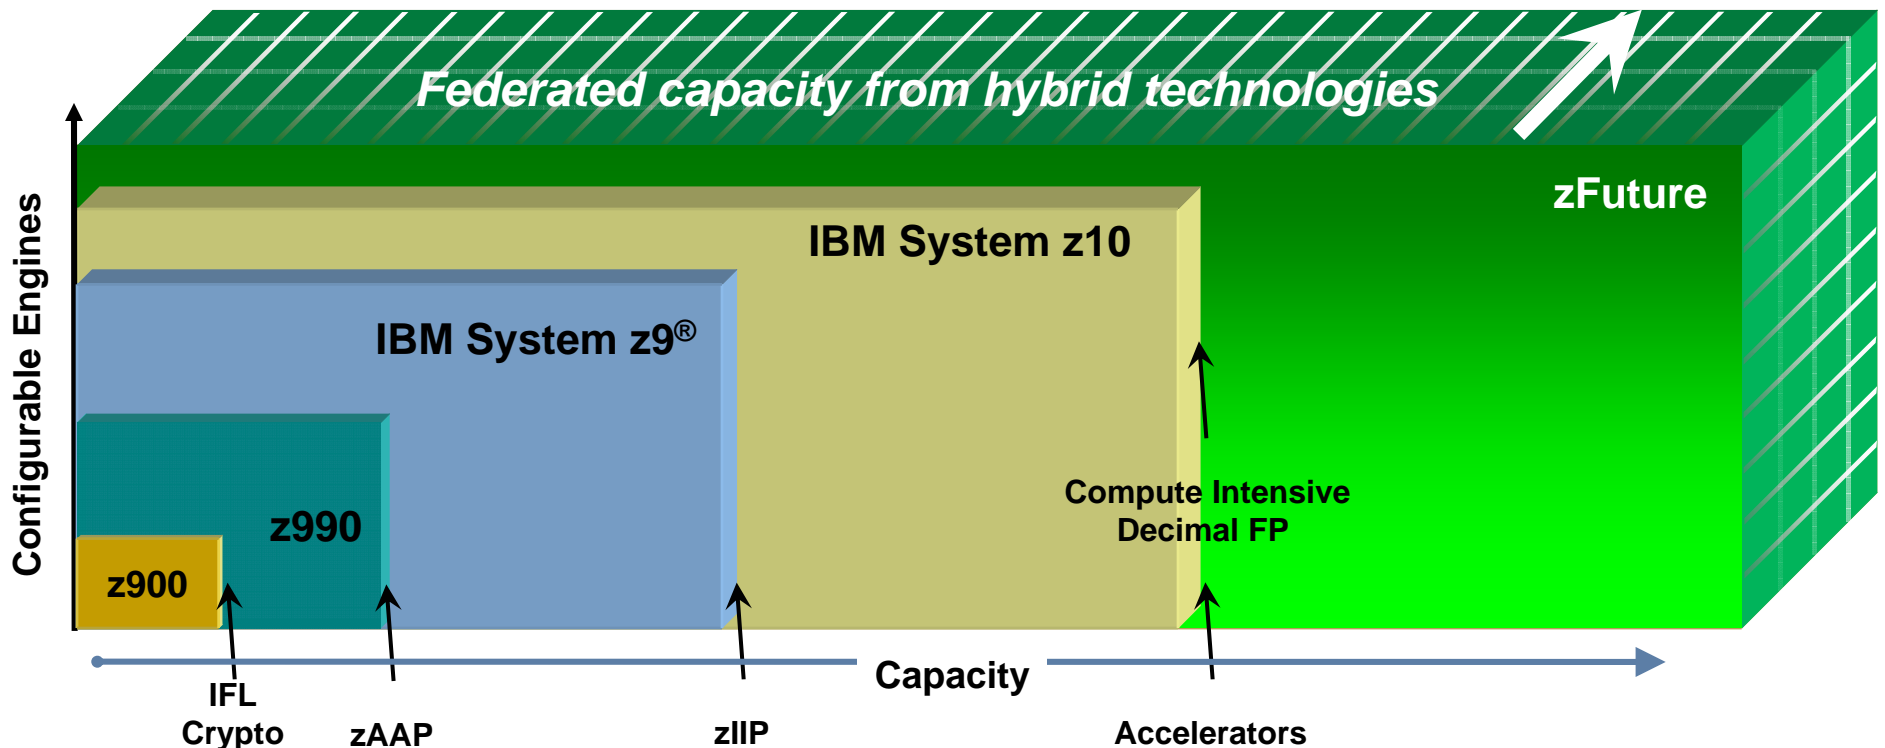 Federated capacity from hybrid technologies
zFuture
IBM System z10
IBM System z9®
Configurable Engines
Compute Intensive
Decimal FP
z990
z900
Capacity
IFL
Crypto
zAAP
zIIP
Accelerators